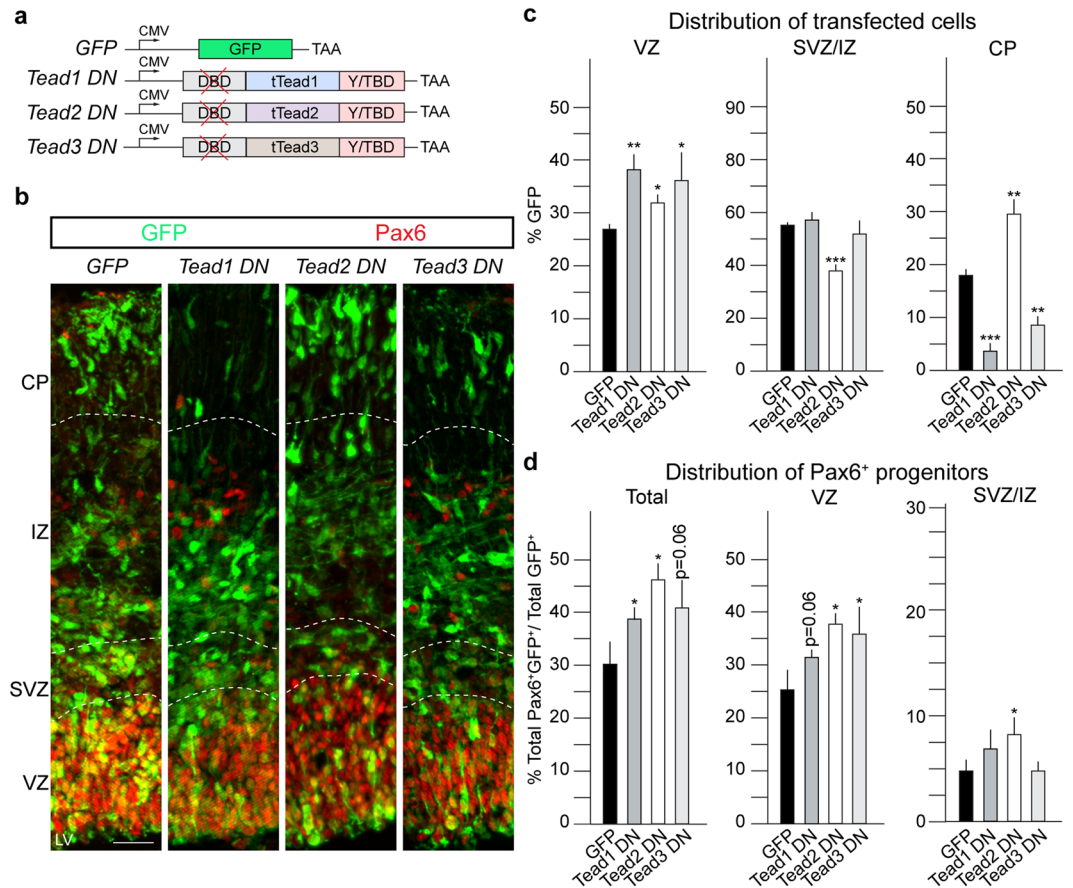 a
GFP CMV GFP TAA
Tead1 DN CMV DBD tTead1 Y/TBD TAA
Tead2 DN CMV DBD tTead2 Y/TBD TAA
Tead3 DN CMV DBD tTead3 Y/TBD TAA
b
GFP Pax6
GFP Tead1 DN Tead2 DN Tead3 DN
CP
IZ
SVZ
VZ
LV
c
Distribution of transfected cells
VZ SVZ/IZ CP
% GFP
50
40
30
20
10
0
** * *
GFP Tead1 DN Tead2 DN Tead3 DN
90
80
60
40
20
0
***
GFP Tead1 DN Tead2 DN Tead3 DN
50
40
30
20
10
0
*** ** **
GFP Tead1 DN Tead2 DN Tead3 DN
d
Distribution of Pax6⁺ progenitors
Total VZ SVZ/IZ
% Total Pax6⁺GFP⁺/ Total GFP⁺
50
40
30
20
10
0
* * p=0.06
GFP Tead1 DN Tead2 DN Tead3 DN
50
40
30
20
10
0
p=0.06 * *
GFP Tead1 DN Tead2 DN Tead3 DN
30
20
15
10
5
0
*
GFP Tead1 DN Tead2 DN Tead3 DN